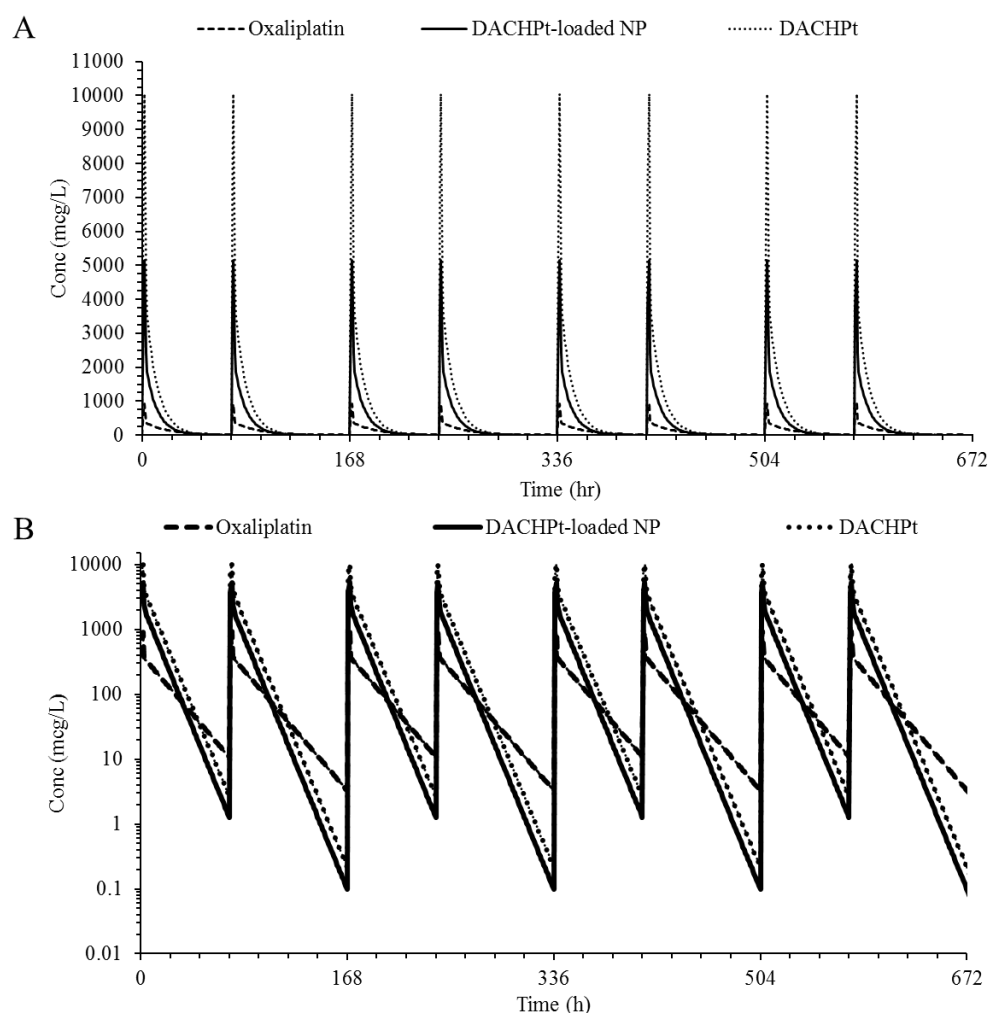 A
Oxaliplatin DACHPt-loaded NP DACHPt
11000
10000
9000
8000
7000
6000
5000
4000
3000
2000
1000
0
Conc (mcg/L)
0 168 336 504 672
Time (hr)
B
Oxaliplatin DACHPt-loaded NP DACHPt
10000
1000
100
10
1
0.1
0.01
Conc (mcg/L)
0 168 336 504 672
Time (h)